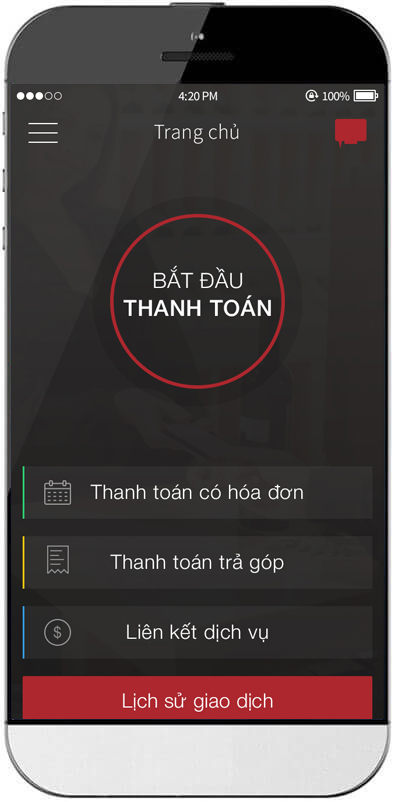 4:20 PM 100%
Trang chủ
BẮT ĐẦU
THANH TOÁN
Thanh toán có hóa đơn
Thanh toán trả góp
$
Liên kết dịch vụ
Lịch sử giao dịch